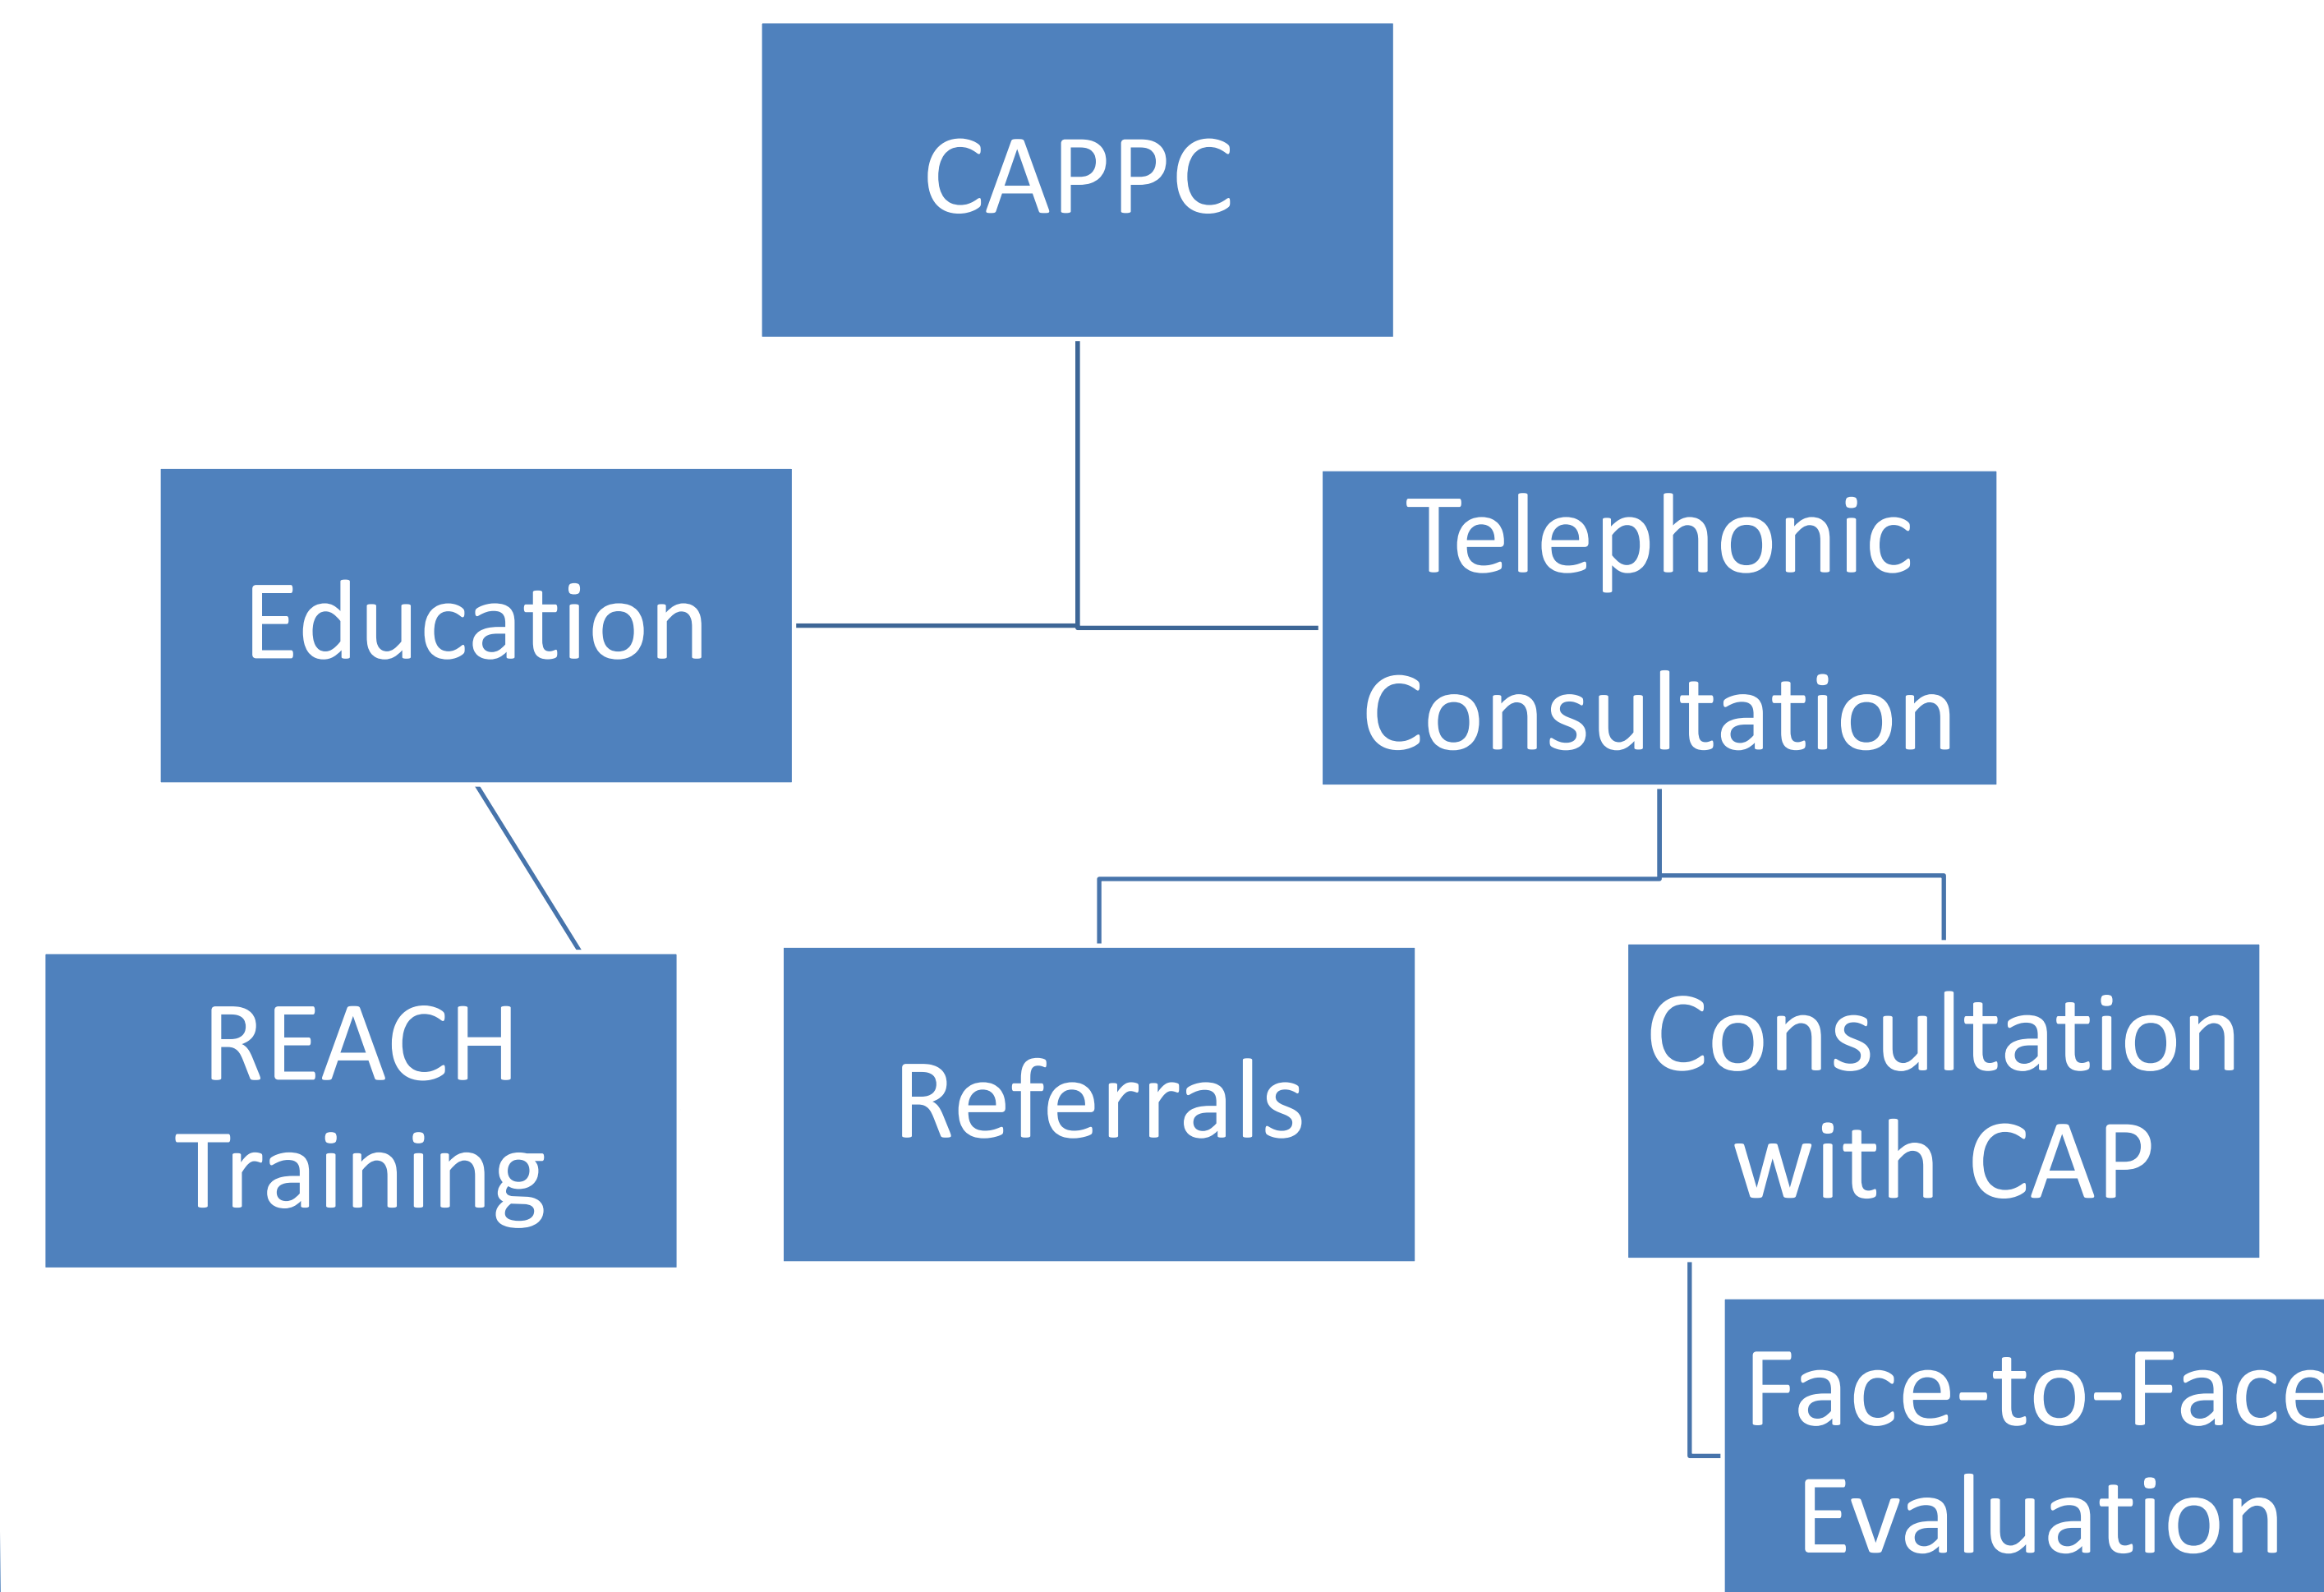 CAPPC
Education
Telephonic
Consultation
REACH
Training
Referrals
Consultation
with CAP
Face-to-Face
Evaluation